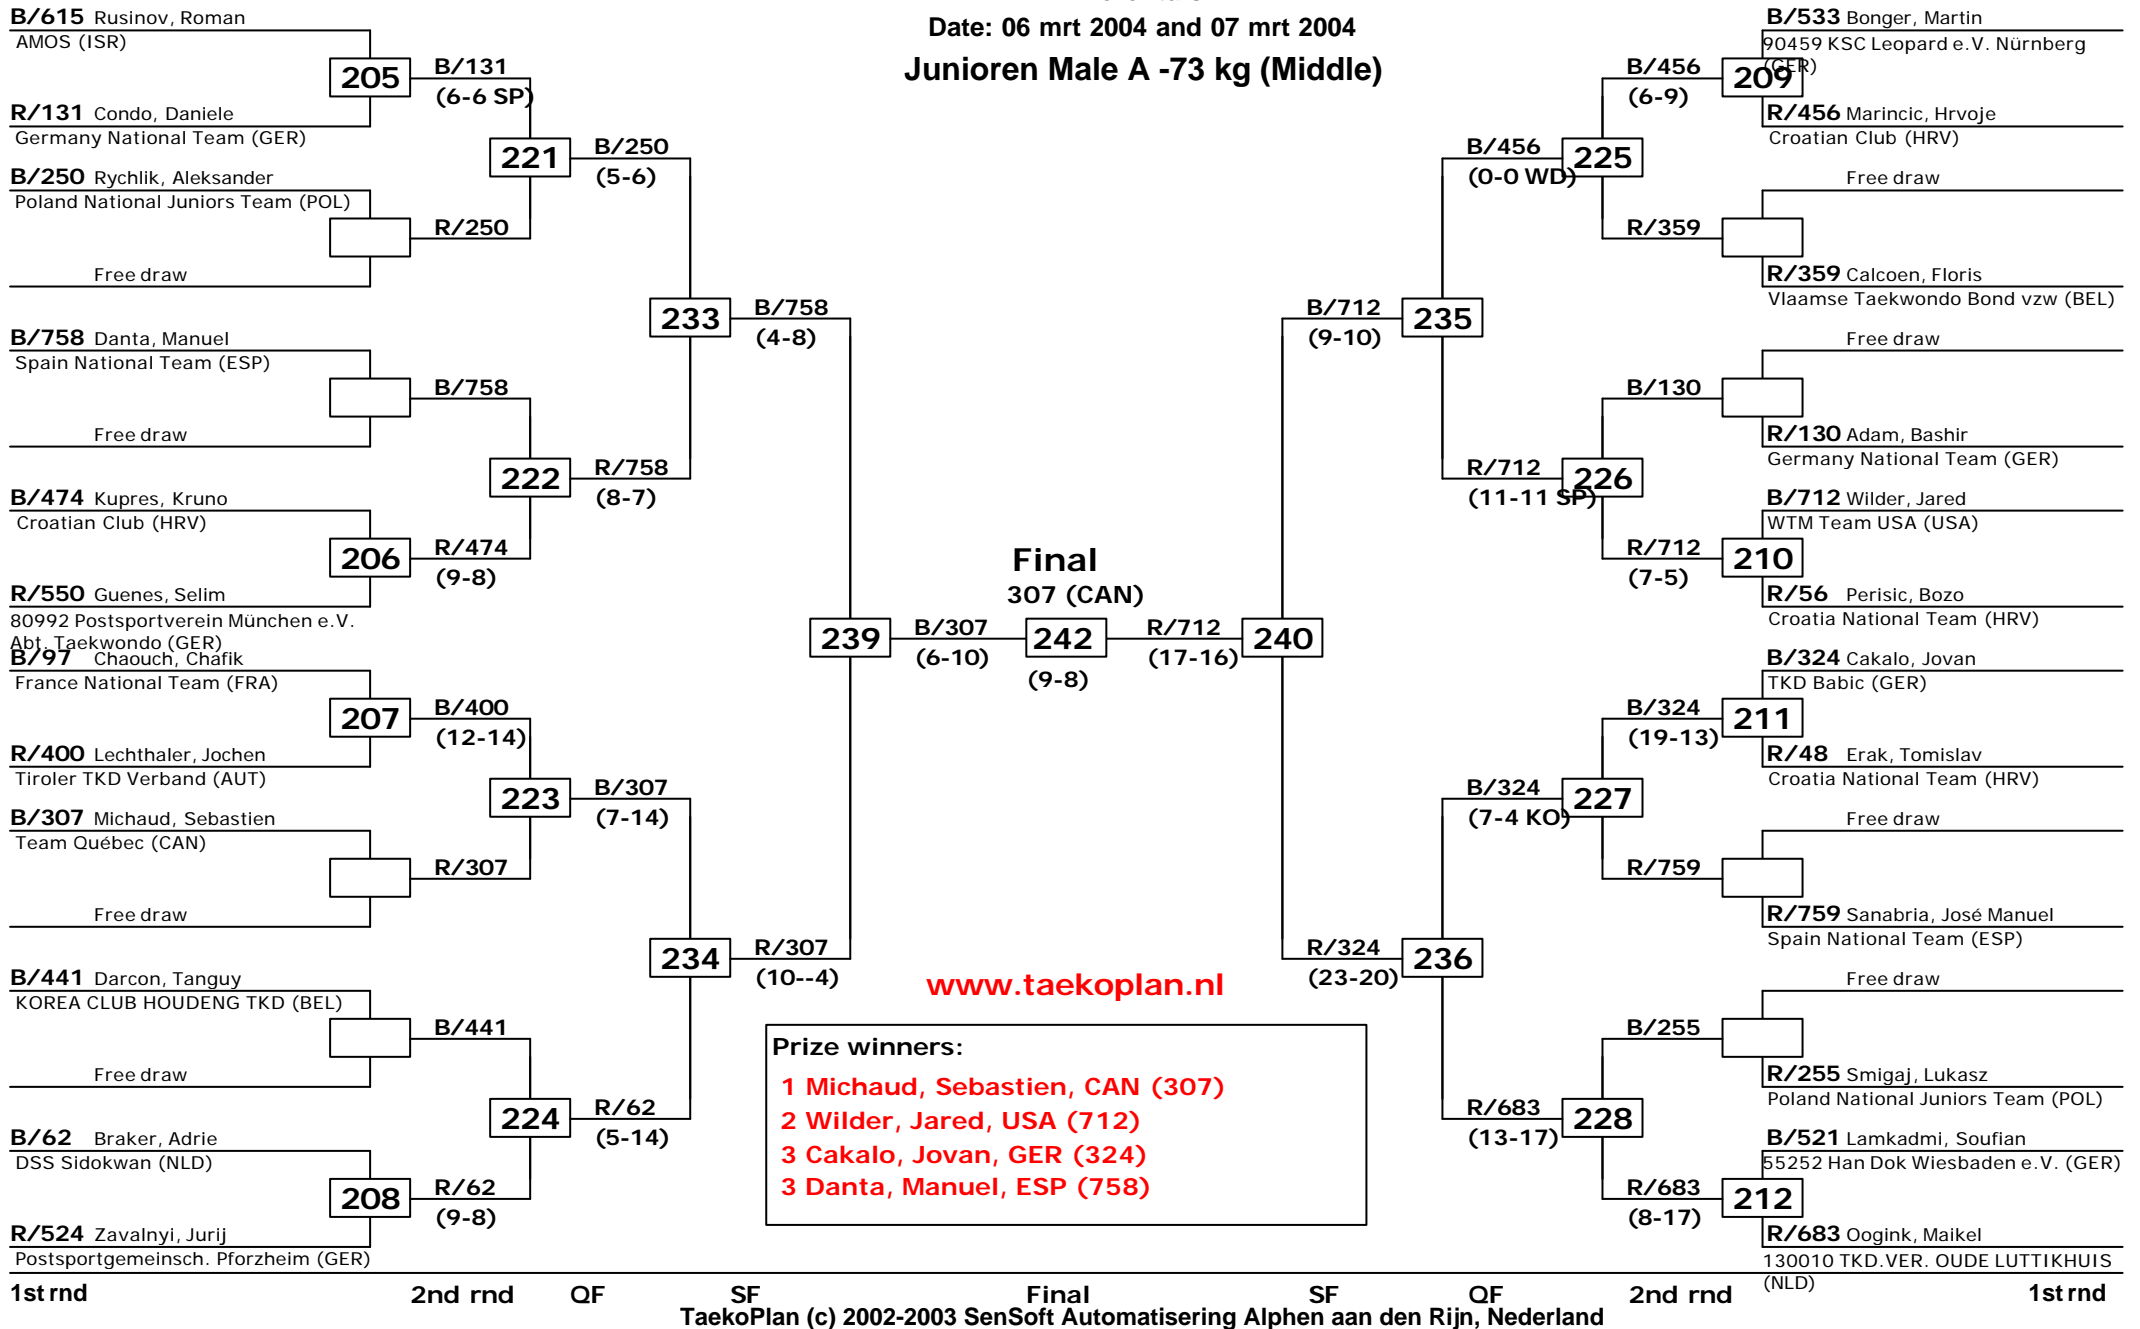 Date: 06 mrt 2004 and 07 mrt 2004
Junioren Male A -73 kg (Middle)
B/615 Rusinov, Roman
AMOS (ISR)
205
B/131
(6-6 SP)
R/131 Condo, Daniele
Germany National Team (GER)
221
B/250
(5-6)
B/250 Rychlik, Aleksander
Poland National Juniors Team (POL)
R/250
Free draw
233
B/758
(4-8)
B/758 Danta, Manuel
Spain National Team (ESP)
B/758
Free draw
222
R/758
(8-7)
B/474 Kupres, Kruno
Croatian Club (HRV)
206
R/474
(9-8)
R/550 Guenes, Selim
80992 Postsportverein München e.V.
Abt. Taekwondo (GER)
239
B/307
(6-10)
B/97 Chaouch, Chafik
France National Team (FRA)
207
B/400
(12-14)
R/400 Lechthaler, Jochen
Tiroler TKD Verband (AUT)
223
B/307
(7-14)
B/307 Michaud, Sebastien
Team Québec (CAN)
R/307
Free draw
234
R/307
(10--4)
B/441 Darcon, Tanguy
KOREA CLUB HOUDENG TKD (BEL)
B/441
Free draw
224
R/62
(5-14)
B/62 Braker, Adrie
DSS Sidokwan (NLD)
208
R/62
(9-8)
R/524 Zavalnyi, Jurij
Postsportgemeinsch. Pforzheim (GER)
Final
307 (CAN)
242
(9-8)
B/533 Bonger, Martin
90459 KSC Leopard e.V. Nürnberg
(GER)
B/456
(6-9)
209
R/456 Marincic, Hrvoje
Croatian Club (HRV)
B/456
(0-0 WD)
225
Free draw
R/359
R/359 Calcoen, Floris
Vlaamse Taekwondo Bond vzw (BEL)
B/712
(9-10)
235
Free draw
B/130
R/130 Adam, Bashir
Germany National Team (GER)
R/712
(11-11 SP)
226
B/712 Wilder, Jared
WTM Team USA (USA)
R/712
(7-5)
210
R/56 Perisic, Bozo
Croatia National Team (HRV)
R/712
(17-16)
240
B/324 Cakalo, Jovan
TKD Babic (GER)
B/324
(19-13)
211
R/48 Erak, Tomislav
Croatia National Team (HRV)
B/324
(7-4 KO)
227
Free draw
R/759
R/759 Sanabria, José Manuel
Spain National Team (ESP)
R/324
(23-20)
236
Free draw
B/255
R/255 Smigaj, Lukasz
Poland National Juniors Team (POL)
R/683
(13-17)
228
B/521 Lamkadmi, Soufian
55252 Han Dok Wiesbaden e.V. (GER)
R/683
(8-17)
212
R/683 Oogink, Maikel
130010 TKD.VER. OUDE LUTTIKHUIS
(NLD)
www.taekoplan.nl
Prize winners:
1 Michaud, Sebastien, CAN (307)
2 Wilder, Jared, USA (712)
3 Cakalo, Jovan, GER (324)
3 Danta, Manuel, ESP (758)
1st rnd 2nd rnd QF SF Final SF QF 2nd rnd 1st rnd
TaekoPlan (c) 2002-2003 SenSoft Automatisering Alphen aan den Rijn, Nederland